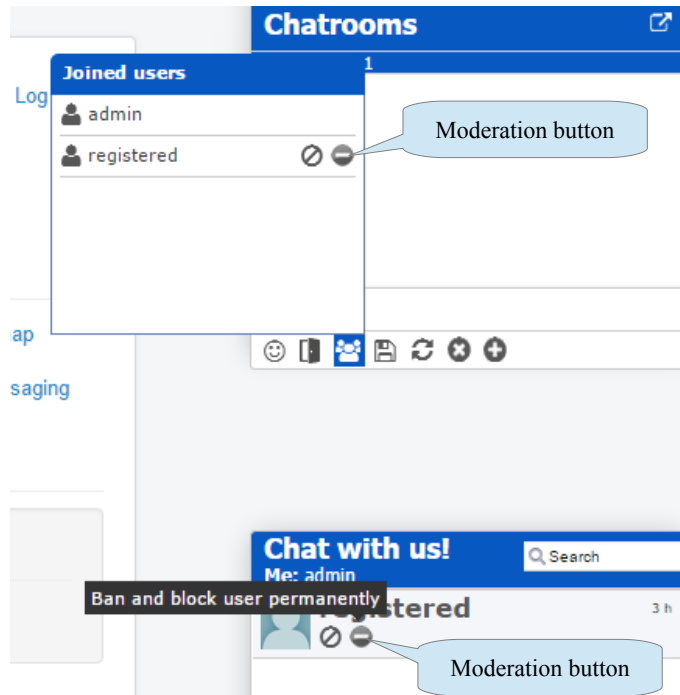 Chatrooms
1
Joined users
Log
admin
Moderation button
registered
ap
saging
Chat with us!
Search
Me: admin
Ban and block user permanently
registered
3 h
Moderation button